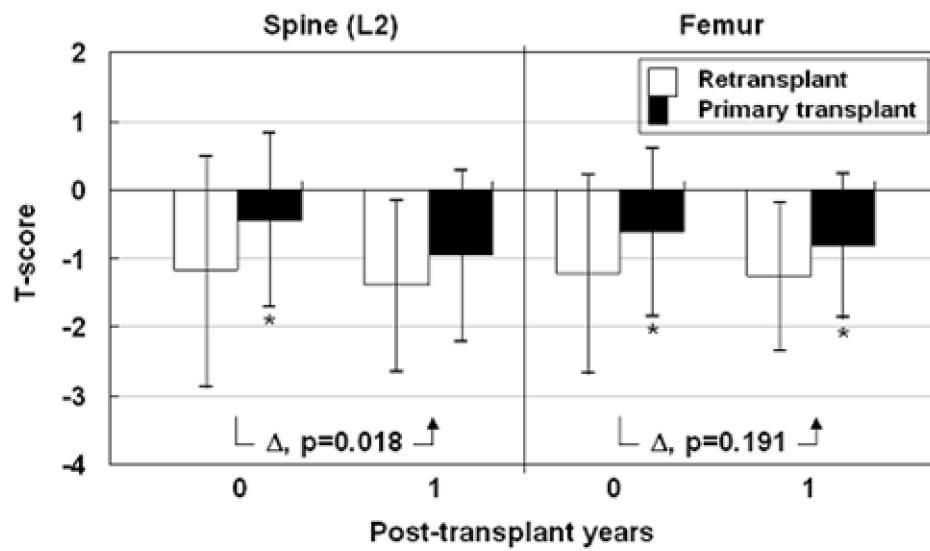 Spine (L2) Femur
2
Retransplant
Primary transplant
1
0
-1
-2
* * *
-3
Δ, p=0.018 Δ, p=0.191
-4
0 1 0 1
T-score
Post-transplant years